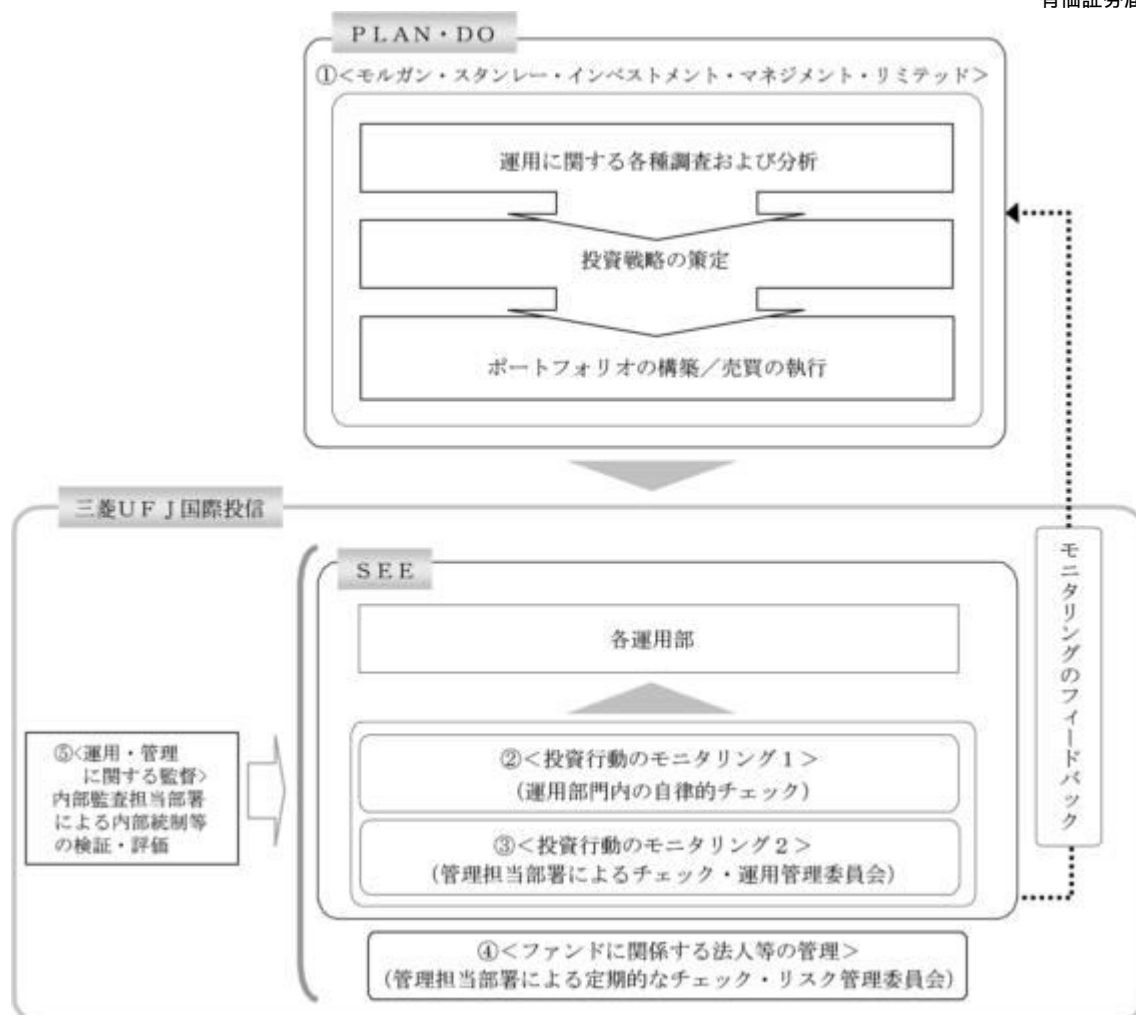 PLAN・DO
①<モルガン・スタンレー・インベストメント・マネジメント・リミテッド>
運用に関する各種調査および分析
投資戦略の策定
ポートフォリオの構築/売買の執行
三菱UFJ国際投信
SEE
各運用部
②<投資行動のモニタリング1>
(運用部門内の自律的チェック)
③<投資行動のモニタリング2>
(管理担当部署によるチェック・運用管理委員会)
④<ファンドに関係する法人等の管理>
(管理担当部署による定期的なチェック・リスク管理委員会)
⑤<運用・管理
に関する監督>
内部監査担当部署
による内部統制等
の検証・評価
モニタリングのフィードバック